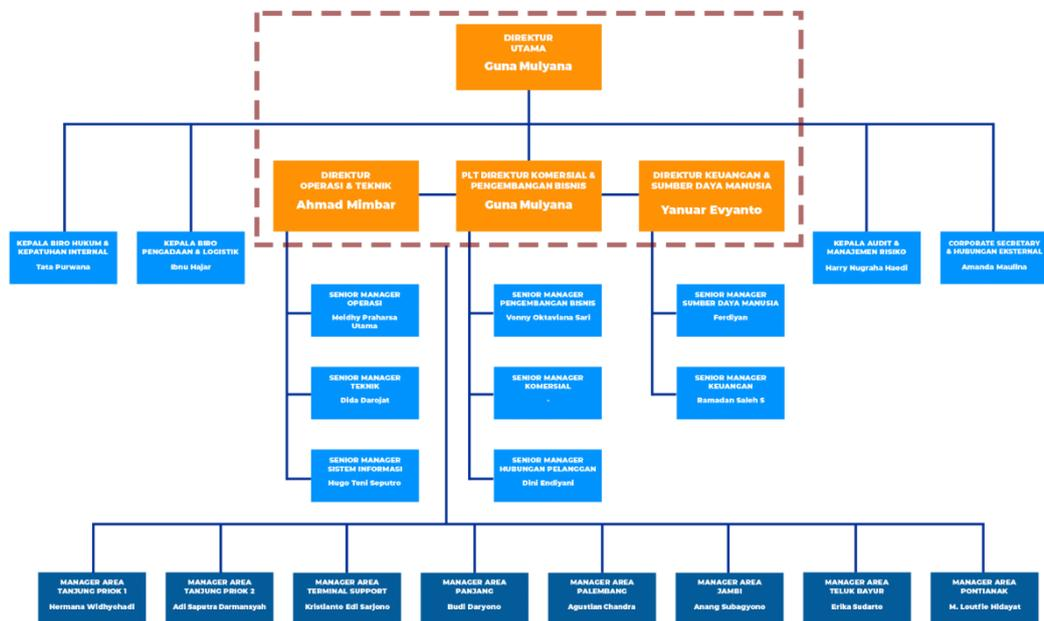 DIREKTUR
UTAMA
Guna Mulyana
DIREKTUR
OPERASI & TEKNIK
Ahmad Mimbar
PLT DIREKTUR KOMERSIAL &
PENGEMBANGAN BISNIS
Guna Mulyana
DIREKTUR KEUANGAN &
SUMBER DAYA MANUSIA
Yanuar Evyanto
KEPALA BIRO HUKUM &
KEPATUHAN INTERNAL
Tata Purwana
KEPALA BIRO
PENGADAAN & LOGISTIK
Ibnu Hajar
KEPALA AUDIT &
MANAJEMEN RISIKO
Harry Nugraha Haedi
CORPORATE SECRETARY
& HUBUNGAN EKSTERNAL
Amanda Maulina
SENIOR MANAGER
OPERASI
Meidhy Praharsa
Utama
SENIOR MANAGER
PENGEMBANGAN BISNIS
Venny Oktaviana Sari
SENIOR MANAGER
SUMBER DAYA MANUSIA
Ferdiyan
SENIOR MANAGER
TEKNIK
Dida Darojat
SENIOR MANAGER
KOMERSIAL
-
SENIOR MANAGER
KEUANGAN
Ramadan Saleh S
SENIOR MANAGER
SISTEM INFORMASI
Hugo Teni Seputro
SENIOR MANAGER
HUBUNGAN PELANGGAN
Dini Endiyani
MANAGER AREA
TANJUNG PRIOK 1
Hermana Widhyehadi
MANAGER AREA
TANJUNG PRIOK 2
Adi Saputra Darmansyah
MANAGER AREA
TERMINAL SUPPORT
Kristianto Edi Sarjono
MANAGER AREA
PANJANG
Budi Daryono
MANAGER AREA
PALEMBANG
Agustian Chandra
MANAGER AREA
JAMBI
Anang Subagyono
MANAGER AREA
TELUK BAYUR
Erika Sudarto
MANAGER AREA
PONTIANAK
M. Loutfie Hidayat